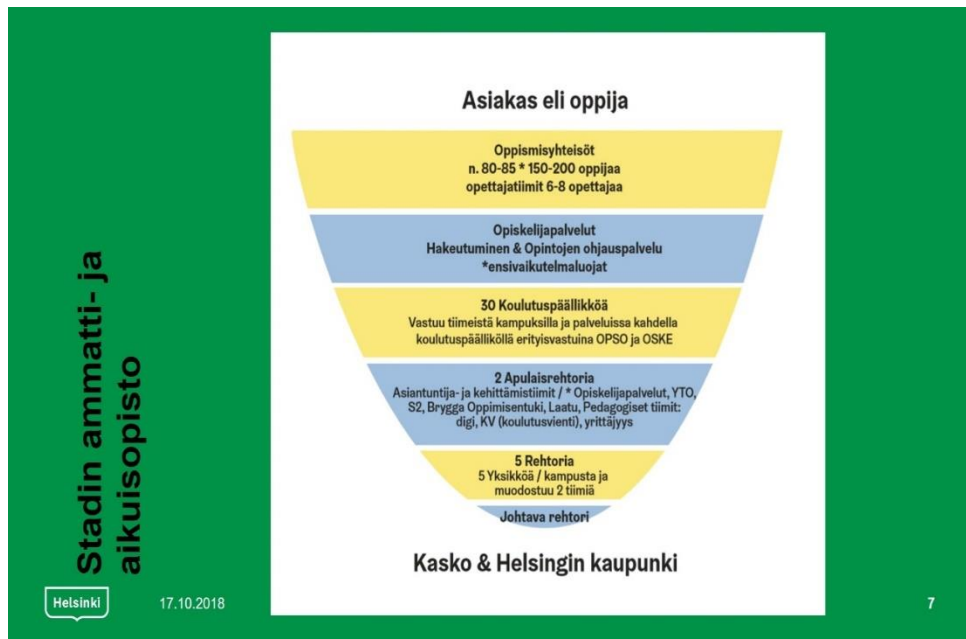 Stadin ammatti- ja
aikuisopisto
Asiakas eli oppija
Oppismisyhteisöt
n. 80-85 * 150-200 oppijaa
opettajatiimit 6-8 opettajaa
Opiskelijapalvelut
Hakeutuminen & Opintojen ohjauspalvelu
*ensivaikutelmaluojat
30 Koulutuspäällikköä
Vastuu tiimeistä kampuksilla ja palveluissa kahdella
koulutuspäälliköllä erityisvastuina OPSO ja OSKE
2 Apulaisrehtoria
Asiantuntija- ja kehittämistiimit / * Opiskelijapalvelut, YTO,
S2, Brygga Oppimisentuki, Laatu, Pedagogiset tiimit:
digi, KV (koulutusvienti), yrittäjyys
5 Rehtoria
5 Yksikköä / kampusta ja
muodostuu 2 tiimiä
Johtava rehtori
Kasko & Helsingin kaupunki
Helsinki
17.10.2018
7